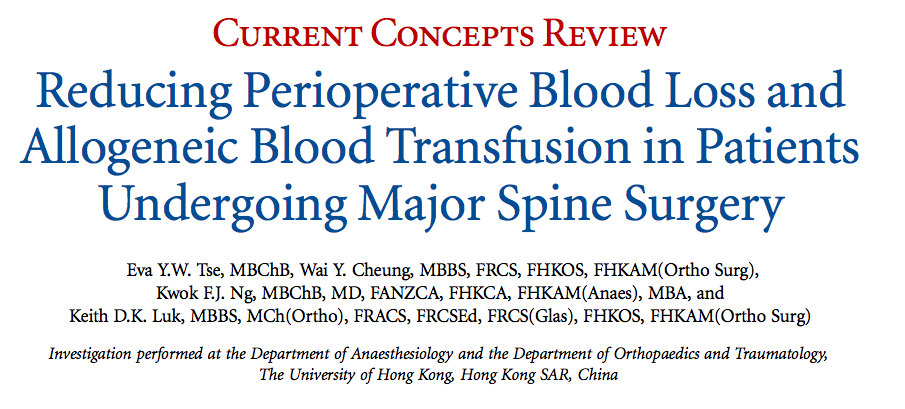 CURRENT CONCEPTS REVIEW
Reducing Perioperative Blood Loss and
Allogeneic Blood Transfusion in Patients
Undergoing Major Spine Surgery
Eva Y.W. Tse, MBChB, Wai Y. Cheung, MBBS, FRCS, FHKOS, FHKAM(Ortho Surg),
Kwok F.J. Ng, MBChB, MD, FANZCA, FHKCA, FHKAM(Anaes), MBA, and
Keith D.K. Luk, MBBS, MCh(Ortho), FRACS, FRCSEd, FRCS(Glas), FHKOS, FHKAM(Ortho Surg)
Investigation performed at the Department of Anaesthesiology and the Department of Orthopaedics and Traumatology,
The University of Hong Kong, Hong Kong SAR, China